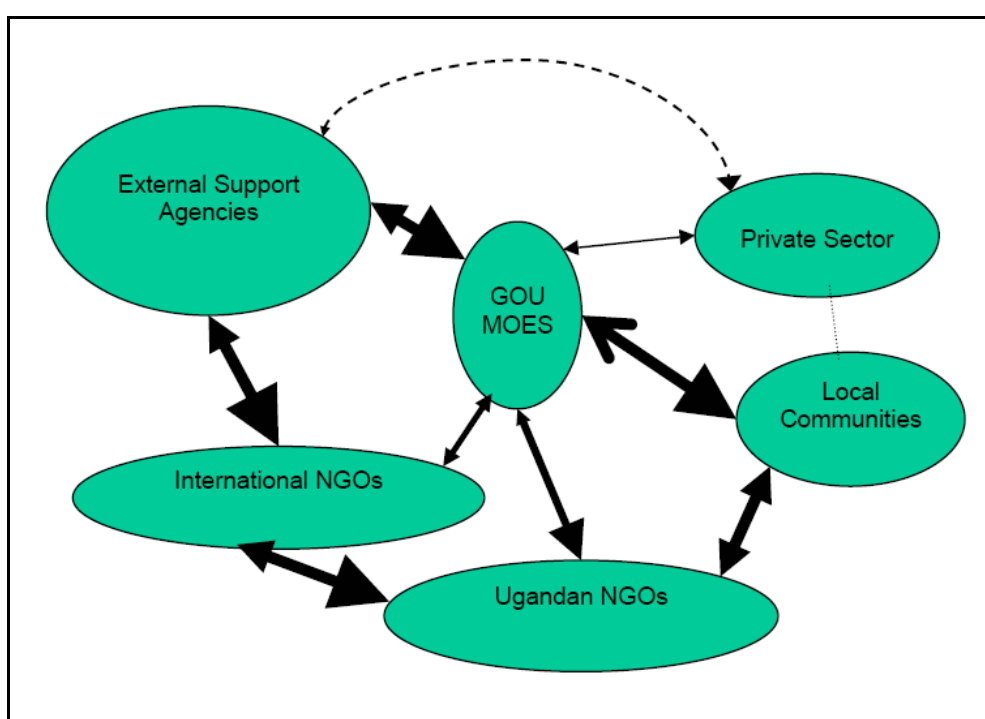 External Support
Agencies
Private Sector
GOU
MOES
Local
Communities
International NGOs
Ugandan NGOs